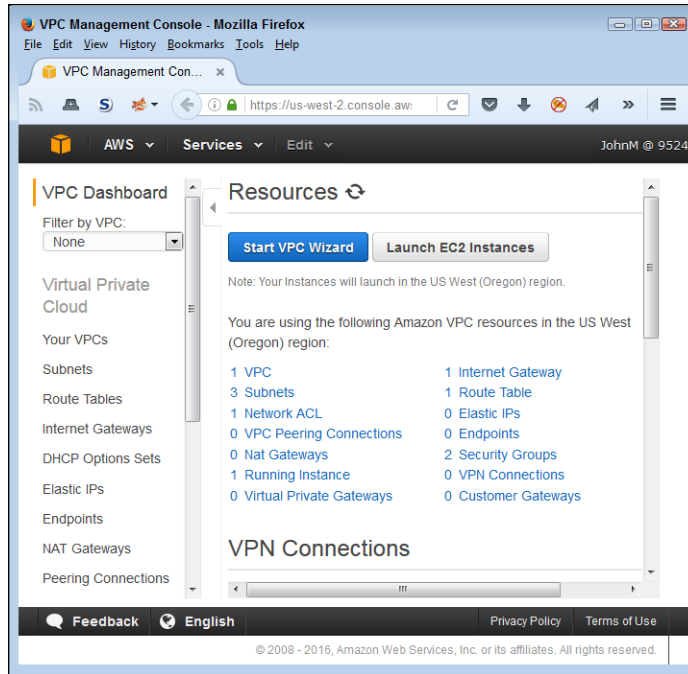 VPC Management Console - Mozilla Firefox
File Edit View History Bookmarks Tools Help
VPC Management Con... ×
https://us-west-2.console.aw
AWS Services Edit JohnM @ 9524
VPC Dashboard
Filter by VPC:
None
Virtual Private
Cloud
Your VPCs
Subnets
Route Tables
Internet Gateways
DHCP Options Sets
Elastic IPs
Endpoints
NAT Gateways
Peering Connections
Resources
Start VPC Wizard Launch EC2 Instances
Note: Your Instances will launch in the US West (Oregon) region.
You are using the following Amazon VPC resources in the US West
(Oregon) region:
1 VPC 1 Internet Gateway
3 Subnets 1 Route Table
1 Network ACL 0 Elastic IPs
0 VPC Peering Connections 0 Endpoints
0 Nat Gateways 2 Security Groups
1 Running Instance 0 VPN Connections
0 Virtual Private Gateways 0 Customer Gateways
VPN Connections
Feedback English Privacy Policy Terms of Use
© 2008 - 2016, Amazon Web Services, Inc. or its affiliates. All rights reserved.